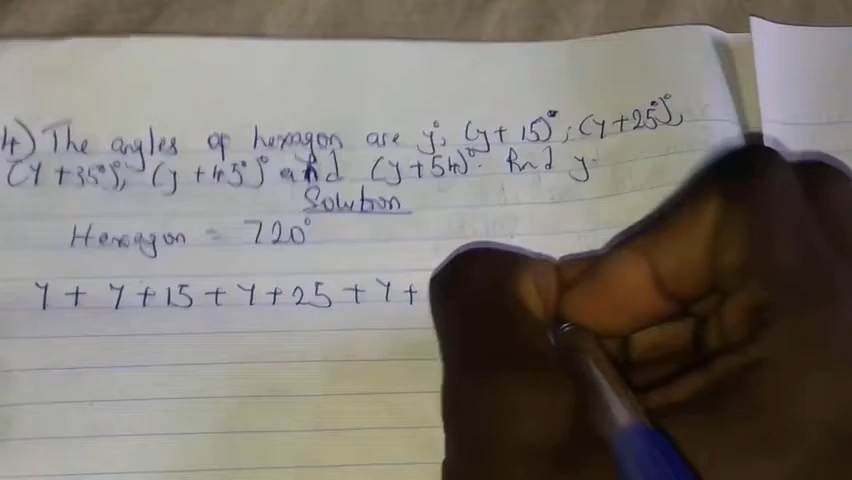 4) The angles of hexagon are y°, (y+15)°, (y+25°)°,
(y+35°)°, (y+45°)° and (y+54)°. Find y.
Solution
Hexagon = 720°
y + y+15 + y+25 + y+